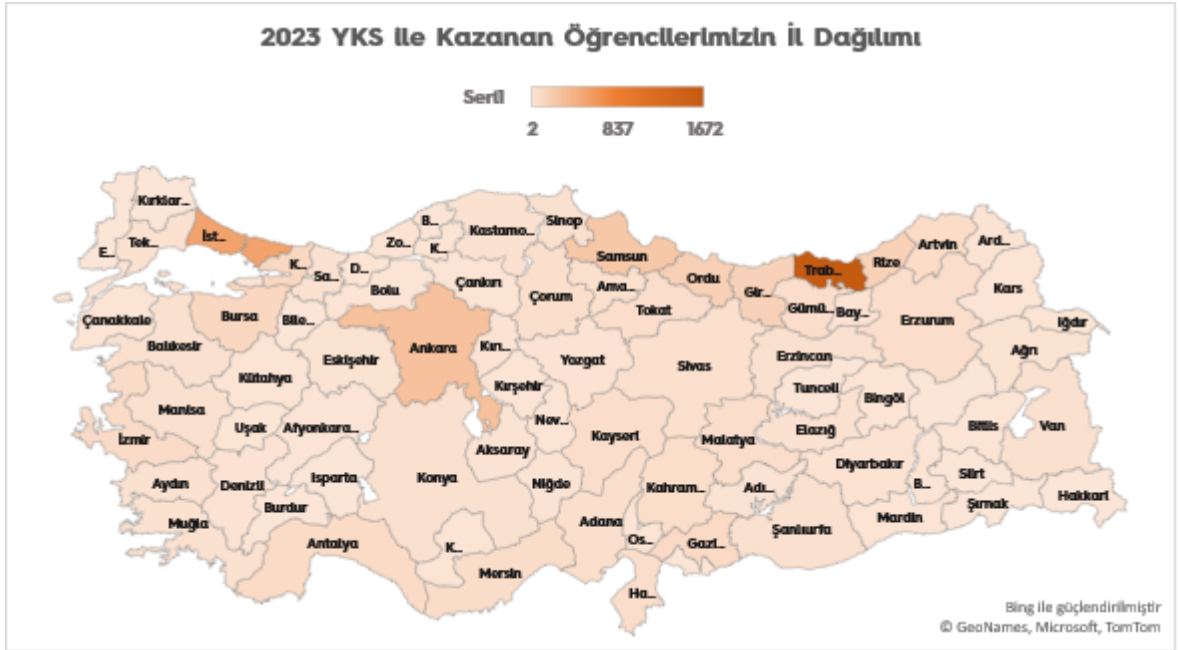 2023 YKS ile Kazanan Öğrencilerimizin İl Dağılımı
Seri1
2 837 1672
Kırklar...
Sinop
B...
Kastamo...
İst...
Tek...
Zo...
K...
E...
Samsun
Artvin
Ard...
K...
Rize
Trab...
Sa...
D...
Ordu
Çankırı
Ama...
Gir...
Kars
Bolu
Çorum
Tokat
Gümü...
Bay...
Çanakkale
Bursa
Bile...
Erzurum
Iğdır
Balıkesir
Ankara
Kırı...
Ağrı
Eskişehir
Yozgat
Sivas
Erzincan
Kütahya
Kırşehir
Tunceli
Bingöl
Manisa
Uşak
Afyonkara...
Nev...
Elazığ
Bitlis
Van
İzmir
Kayseri
Malatya
Aksaray
Diyarbakır
Siirt
Aydın
Denizli
Isparta
Konya
Niğde
Kahram...
Adı...
B...
Hakkari
Burdur
Şırnak
Muğla
Adana
Şanlıurfa
Mardin
Antalya
K...
Os...
Gazi...
Mersin
Ha...
Bing ile güçlendirilmiştir
© GeoNames, Microsoft, TomTom